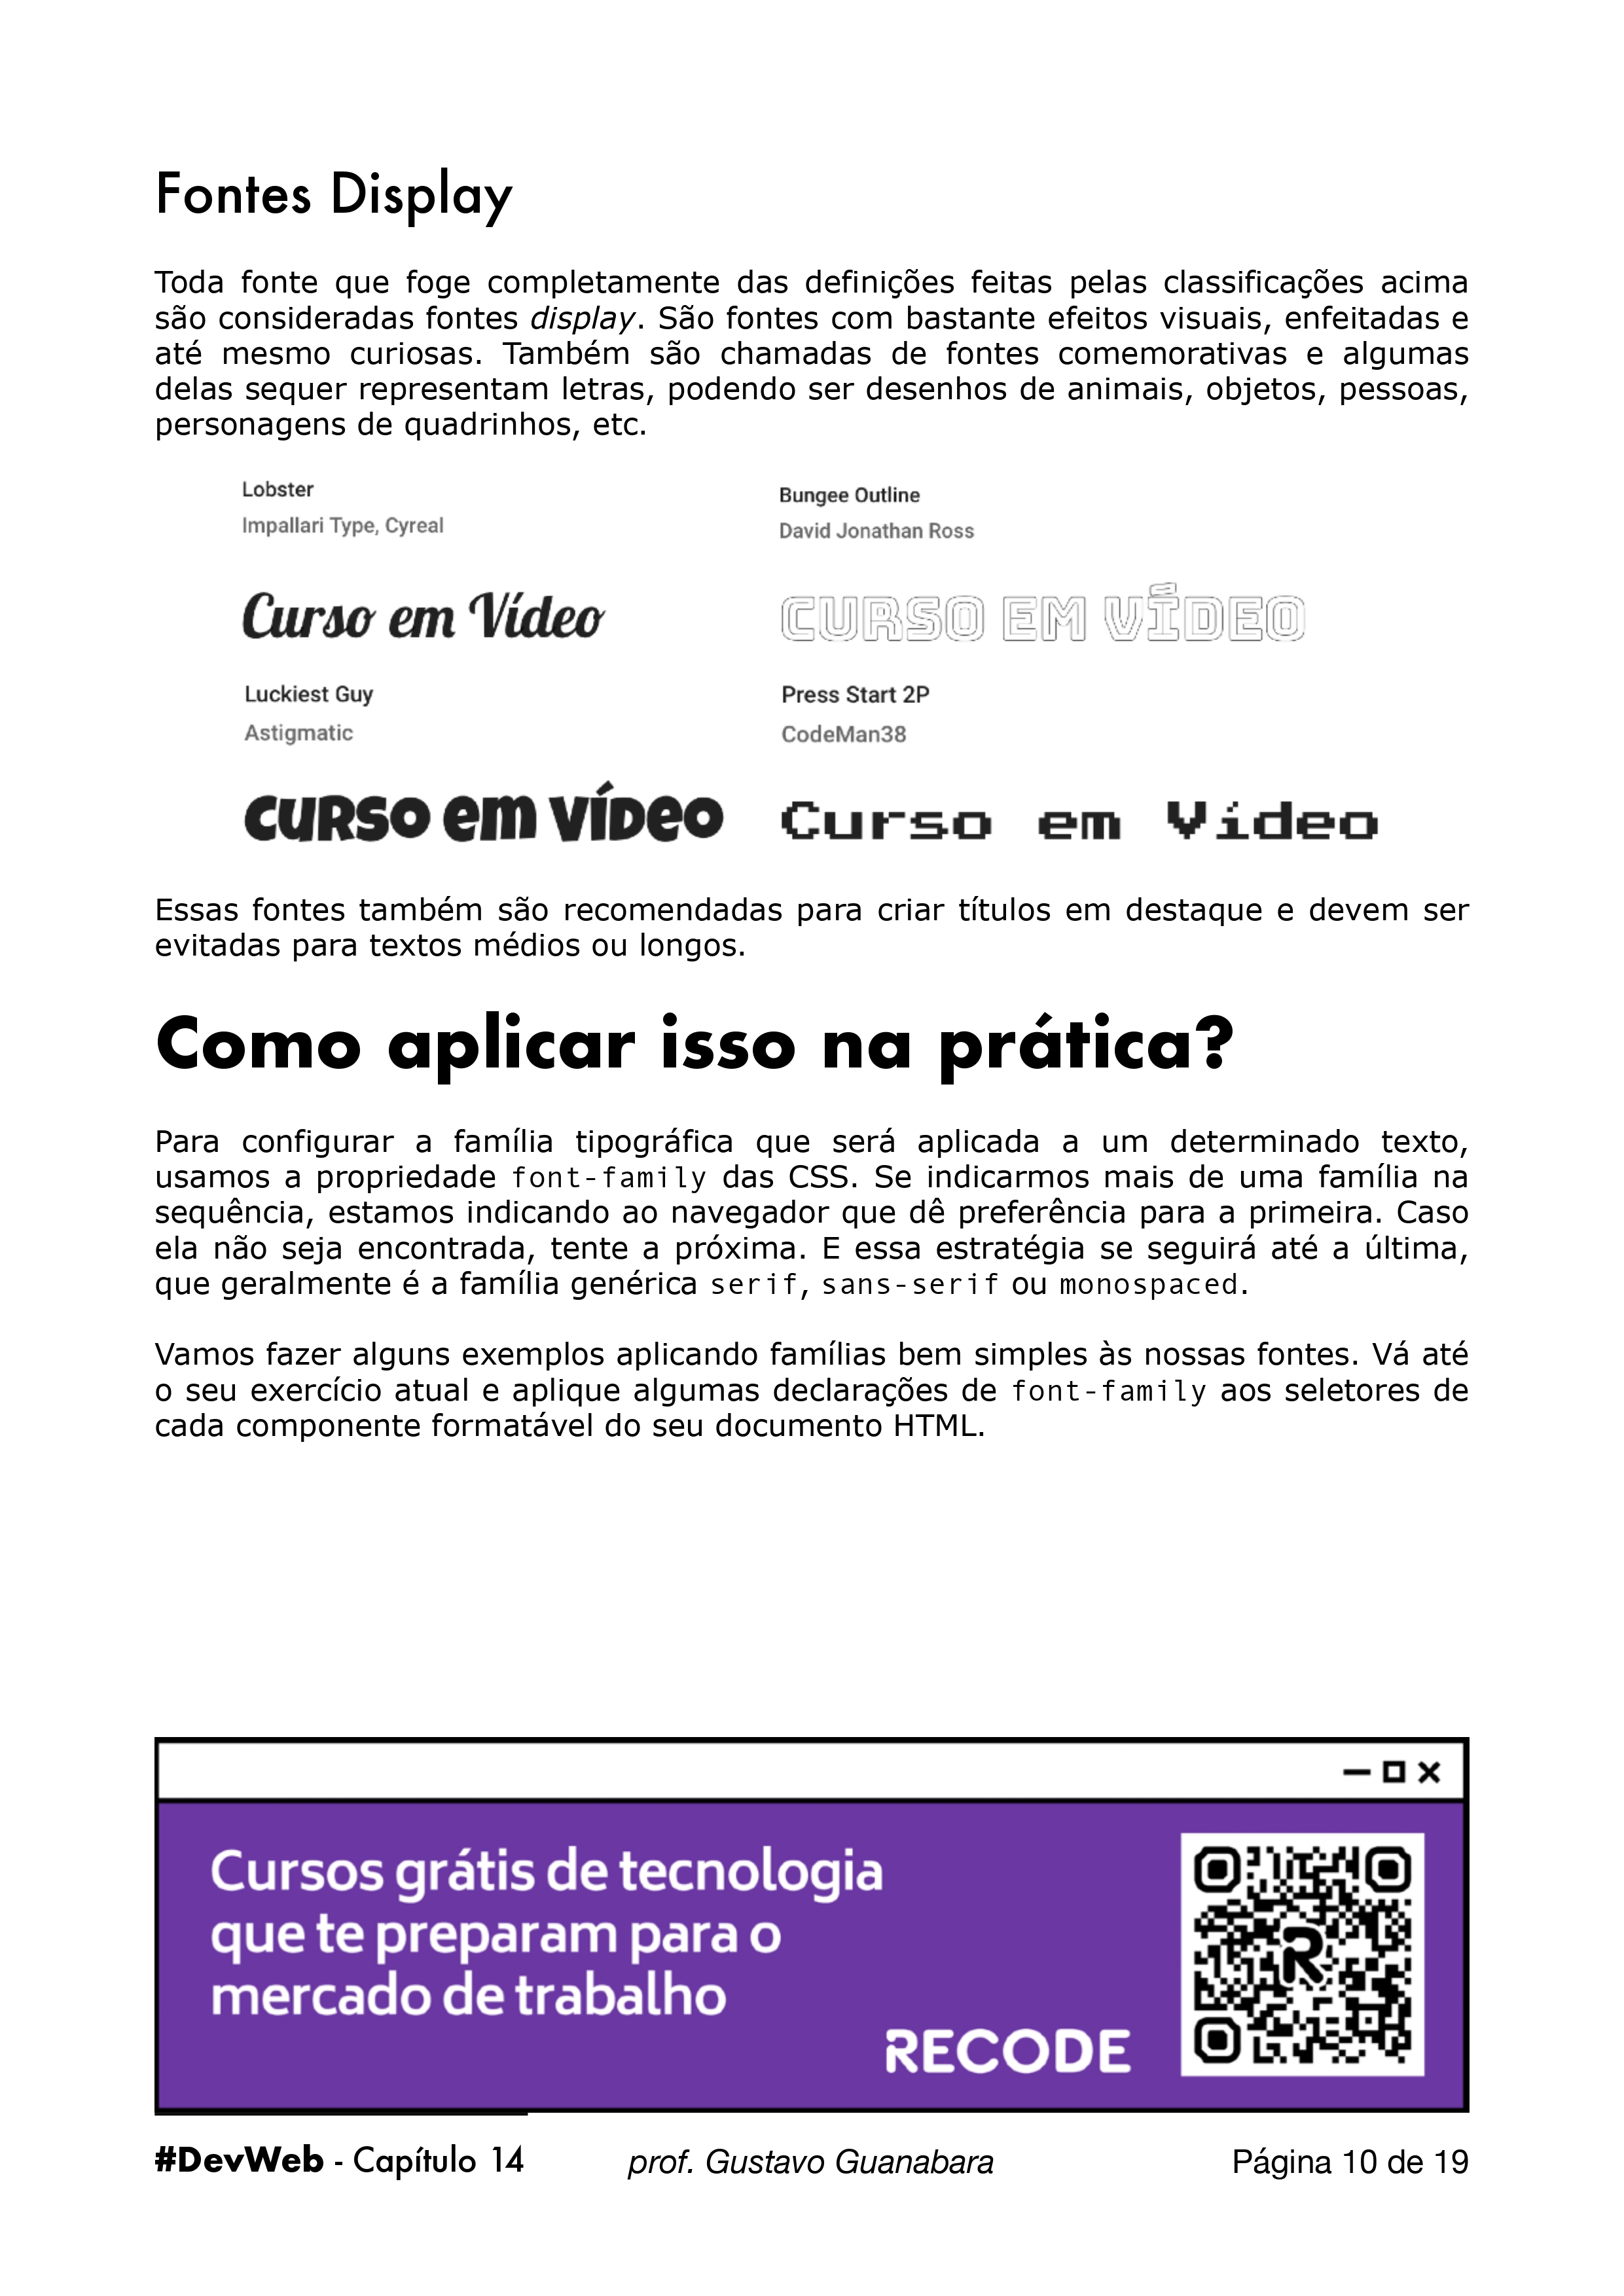 Fontes Display
Toda fonte que foge completamente das definições feitas pelas classificações acima
são consideradas fontes display. São fontes com bastante efeitos visuais, enfeitadas e
até mesmo curiosas. Também são chamadas de fontes comemorativas e algumas
delas sequer representam letras, podendo ser desenhos de animais, objetos, pessoas,
personagens de quadrinhos, etc.
Lobster
Impallari Type, Cyreal
Curso em Vídeo
Bungee Outline
David Jonathan Ross
CURSO EM VÍDEO
Luckiest Guy
Astigmatic
CURSO EM VÍDEO
Press Start 2P
CodeMan38
Curso em Vídeo
Essas fontes também são recomendadas para criar títulos em destaque e devem ser
evitadas para textos médios ou longos.
Como aplicar isso na prática?
Para configurar a família tipográfica que será aplicada a um determinado texto,
usamos a propriedade font-family das CSS. Se indicarmos mais de uma família na
sequência, estamos indicando ao navegador que dê preferência para a primeira. Caso
ela não seja encontrada, tente a próxima. E essa estratégia se seguirá até a última,
que geralmente é a família genérica serif, sans-serif ou monospaced.
Vamos fazer alguns exemplos aplicando famílias bem simples às nossas fontes. Vá até
o seu exercício atual e aplique algumas declarações de font-family aos seletores de
cada componente formatável do seu documento HTML.
Cursos grátis de tecnologia
que te preparam para o
mercado de trabalho
RECODE
#DevWeb - Capítulo 14
prof. Gustavo Guanabara
Página 10 de 19